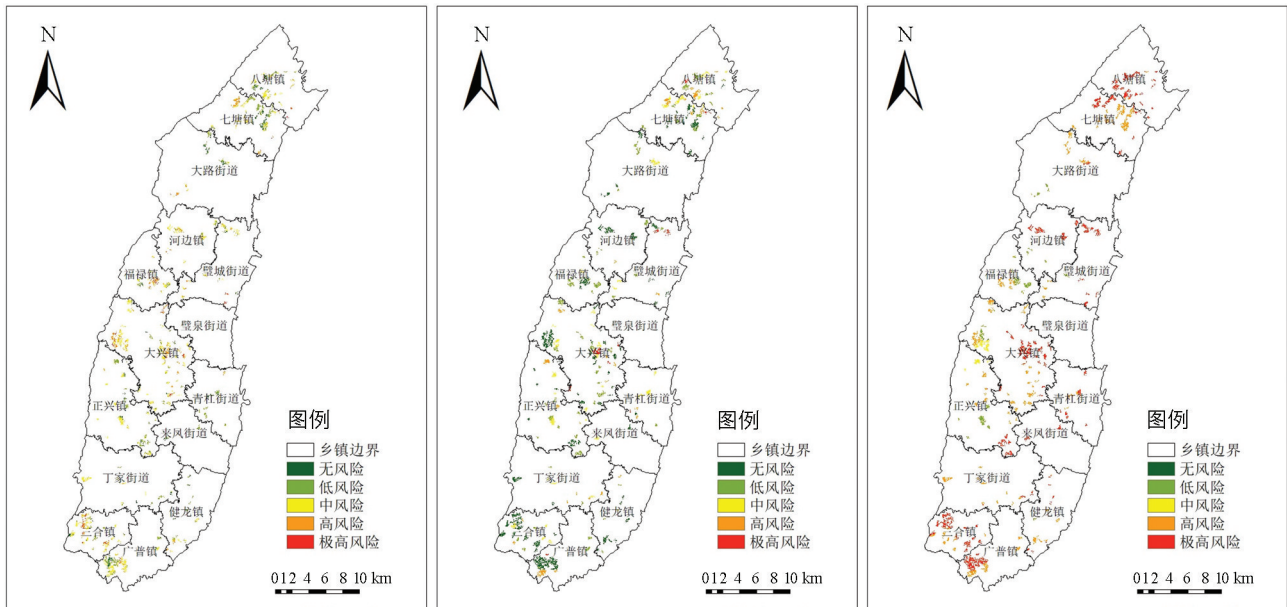 N
八塘镇
七塘镇
大路街道
河边镇
福禄镇
璧城街道
璧泉街道
大兴镇
正兴镇
青杠街道
来凤街道
丁家街道
健龙镇
三合镇
广普镇
图例
乡镇边界
无风险
低风险
中风险
高风险
极高风险
012 4 6 8 10 km
N
八塘镇
七塘镇
大路街道
河边镇
福禄镇
璧城街道
璧泉街道
大兴镇
正兴镇
青杠街道
来凤街道
丁家街道
健龙镇
三合镇
广普镇
图例
乡镇边界
无风险
低风险
中风险
高风险
极高风险
012 4 6 8 10 km
N
八塘镇
七塘镇
大路街道
河边镇
福禄镇
璧城街道
璧泉街道
大兴镇
正兴镇
青杠街道
来凤街道
丁家街道
健龙镇
三合镇
广普镇
图例
乡镇边界
无风险
低风险
中风险
高风险
极高风险
012 4 6 8 10 km